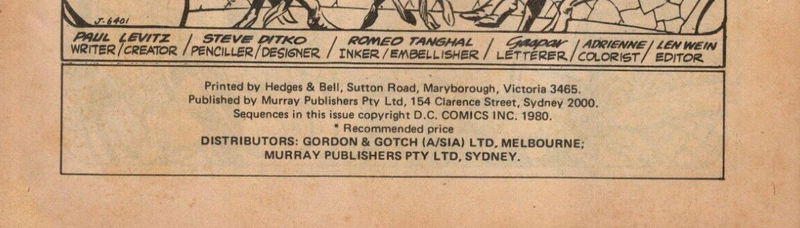 J-6401
PAUL LEVITZ / STEVE DITKO / ROMEO TANGHAL / Gaspar / ADRIENNE / LEN WEIN
WRITER/CREATOR / PENCILLER/DESIGNER / INKER/EMBELLISHER / LETTERER / COLORIST / EDITOR
Printed by Hedges & Bell, Sutton Road, Maryborough, Victoria 3465.
Published by Murray Publishers Pty Ltd, 154 Clarence Street, Sydney 2000.
Sequences in this issue copyright D.C. COMICS INC. 1980.
* Recommended price
DISTRIBUTORS: GORDON & GOTCH (A/SIA) LTD, MELBOURNE;
MURRAY PUBLISHERS PTY LTD, SYDNEY.